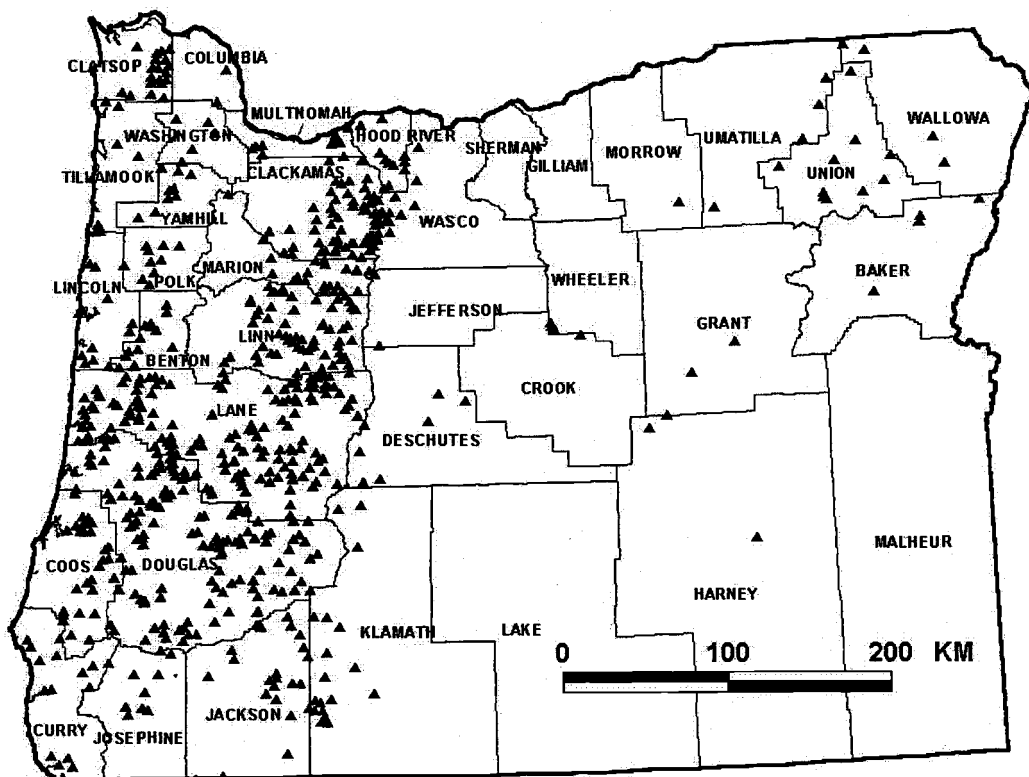 CLATSOP
COLUMBIA
MULTNOMAH
WASHINGTON
HOOD RIVER
SHERMAN
GILLIAM
MORROW
UMATILLA
WALLOWA
TILLAMOOK
CLACKAMAS
UNION
YAMHILL
WASCO
LINCOLN
POLK
MARION
WHEELER
BAKER
JEFFERSON
GRANT
BENTON
LINN
CROOK
LANE
DESCHUTES
COOS
DOUGLAS
MALHEUR
HARNEY
KLAMATH
LAKE
0 100 200 KM
CURRY
JOSEPHINE
JACKSON